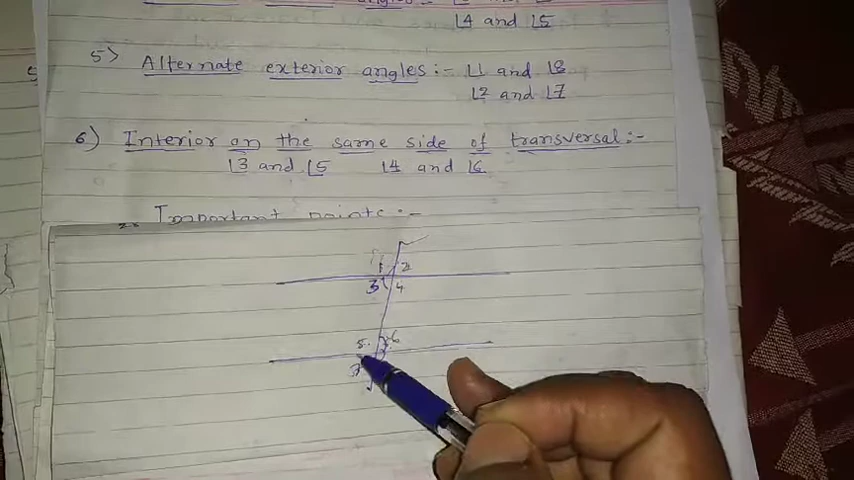 ∠4 and ∠5
5) Alternate exterior angles:- ∠1 and ∠8
∠2 and ∠7
6) Interior on the same side of transversal:-
∠3 and ∠5 ∠4 and ∠6
Important points:-
1 2
3 4
5 6